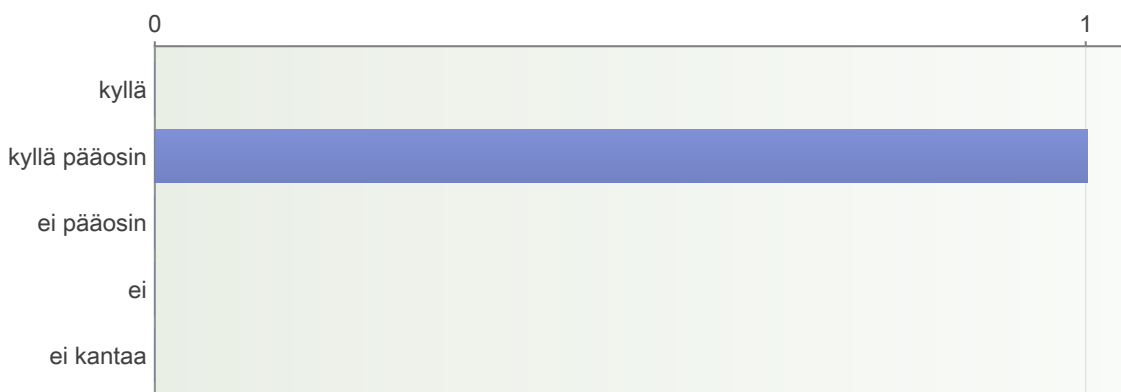 0 1
kyllä
kyllä pääosin
ei pääosin
ei
ei kantaa